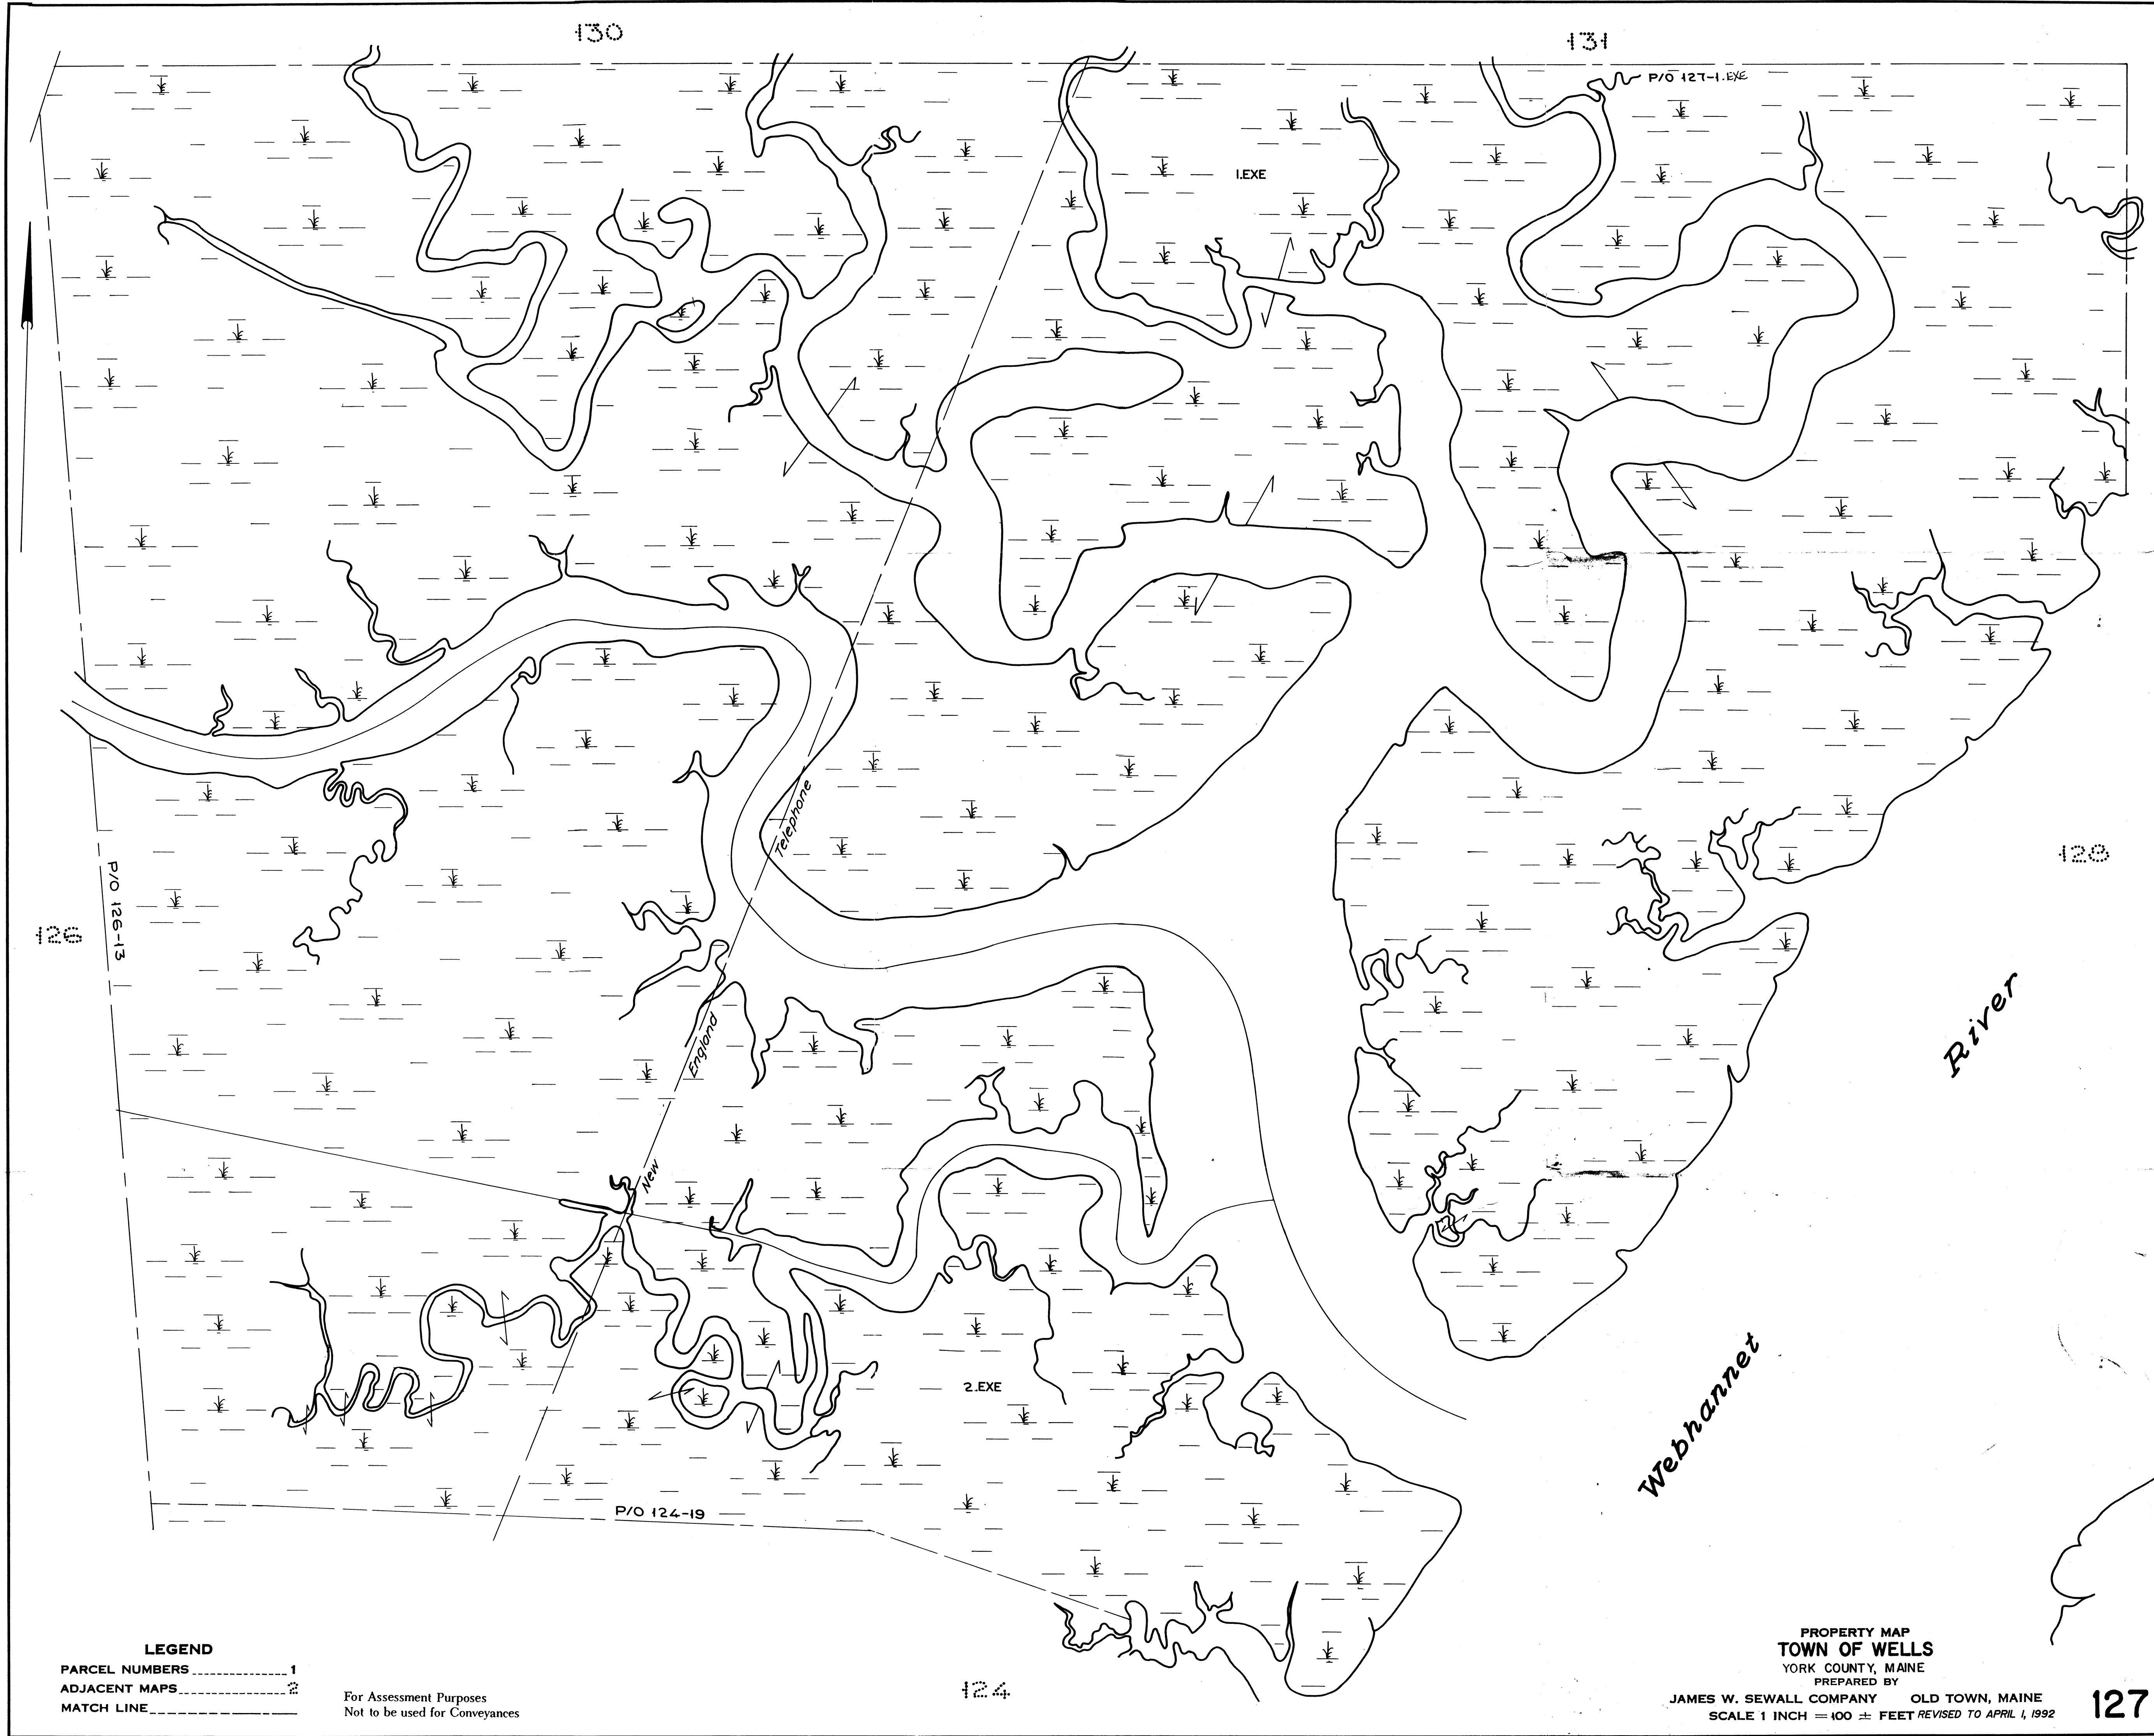 130
131
P/O 127-1.EXE
1.EXE
Telephone
128
P/O 126-13
126
River
England
New
2.EXE
Webhannet
P/O 124-19
124
LEGEND
PARCEL NUMBERS 1
ADJACENT MAPS 2
MATCH LINE
For Assessment Purposes
Not to be used for Conveyances
PROPERTY MAP
TOWN OF WELLS
YORK COUNTY, MAINE
PREPARED BY
JAMES W. SEWALL COMPANY OLD TOWN, MAINE
SCALE 1 INCH = 100 ± FEET REVISED TO APRIL 1, 1992
127